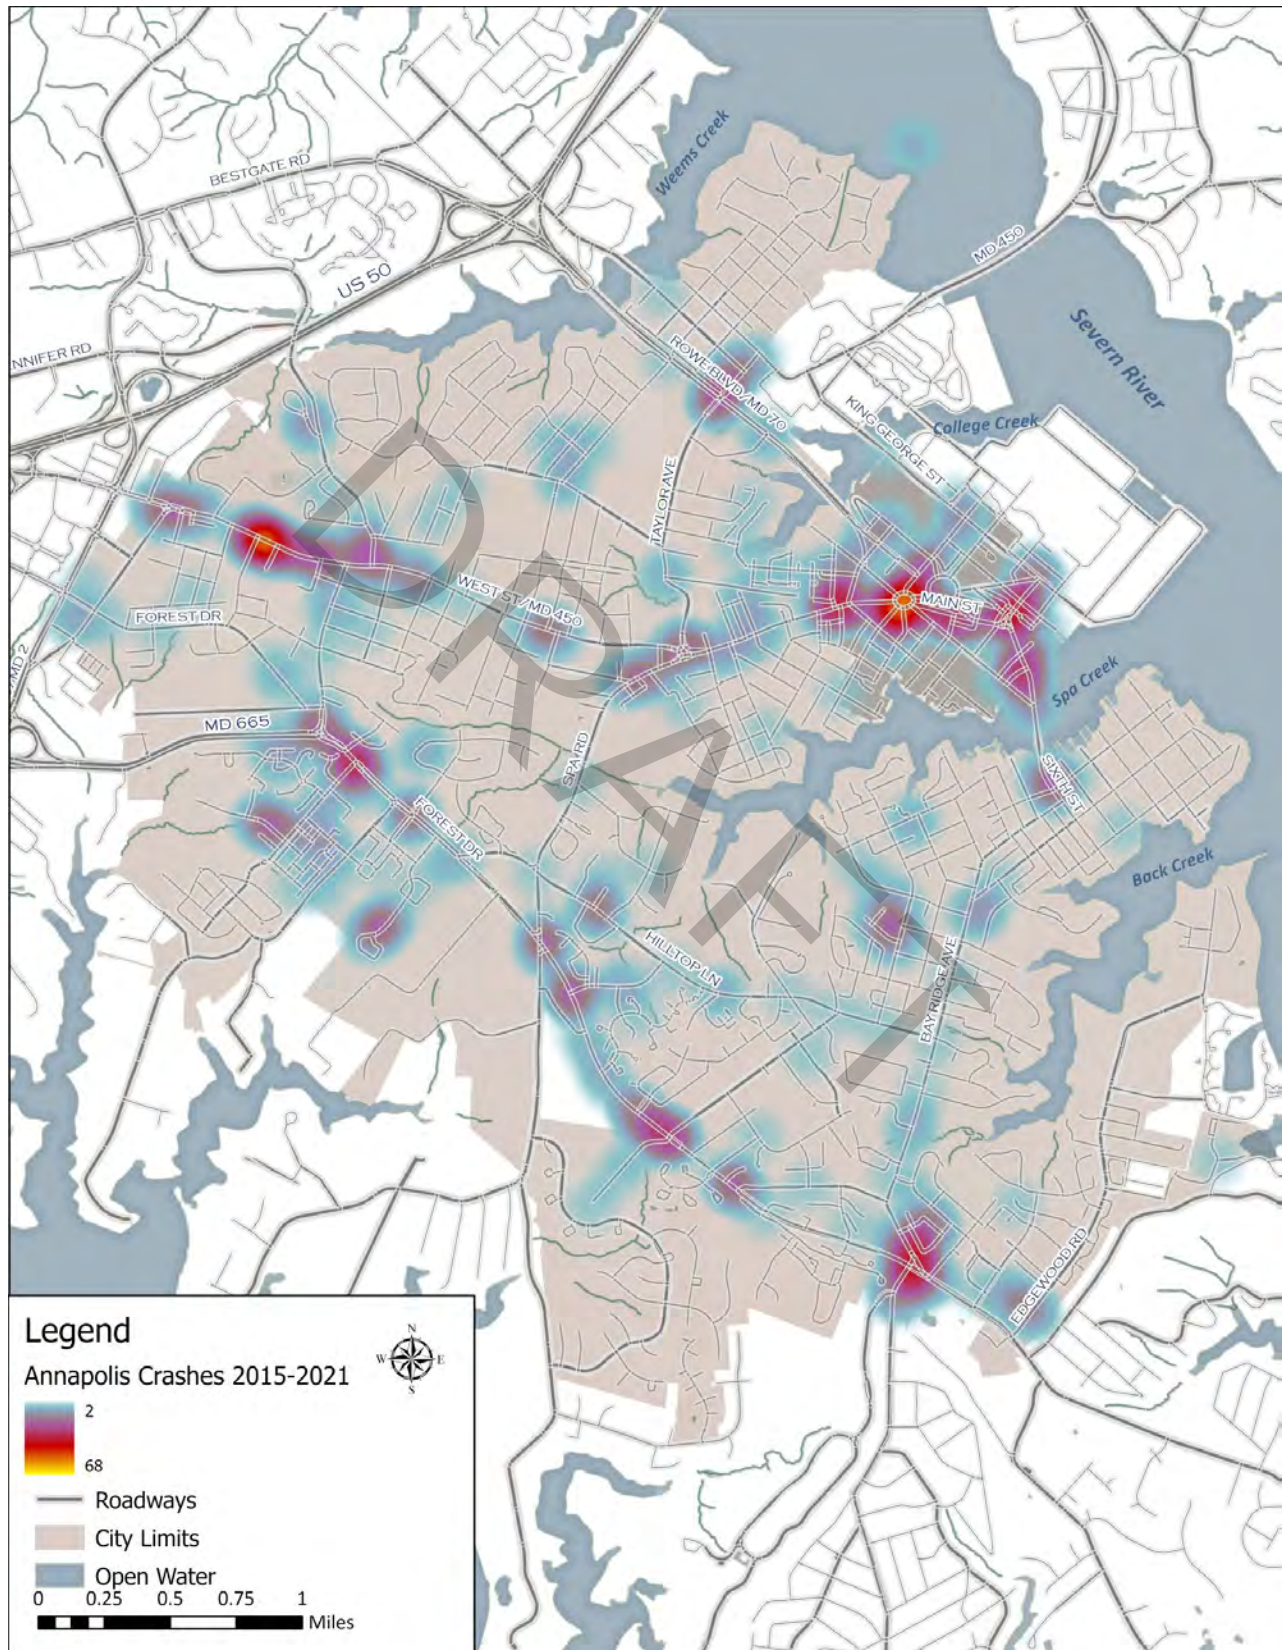 Weems Creek
BESTGATE RD
MD 450
US 50
Severn River
NNIFER RD
ROWE BLVD/MD 70
KING GEORGE ST
College Creek
TAYLOR AVE
WEST ST/MD 450
MAIN ST
FOREST DR
MD 2
Spa Creek
MD 665
SPA RD
SIXTH ST
FOREST DR
Back Creek
HILLTOP LN
BAY RIDGE AVE
EDGEWOOD RD
DRAFT
Legend
N
W E
S
Annapolis Crashes 2015-2021
2
68
Roadways
City Limits
Open Water
0 0.25 0.5 0.75 1
Miles